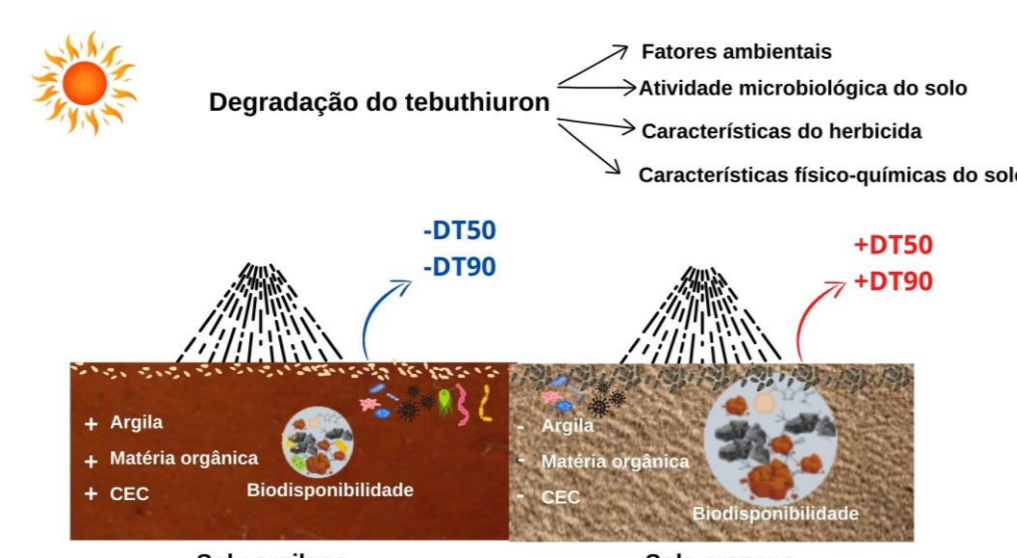 Fatores ambientais
Degradação do tebuthiuron
Atividade microbiológica do solo
Características do herbicida
Características físico-químicas do solo
-DT50
-DT90
+DT50
+DT90
+ Argila
+ Matéria orgânica
+ CEC
Biodisponibilidade
- Argila
- Matéria orgânica
- CEC
Biodisponibilidade